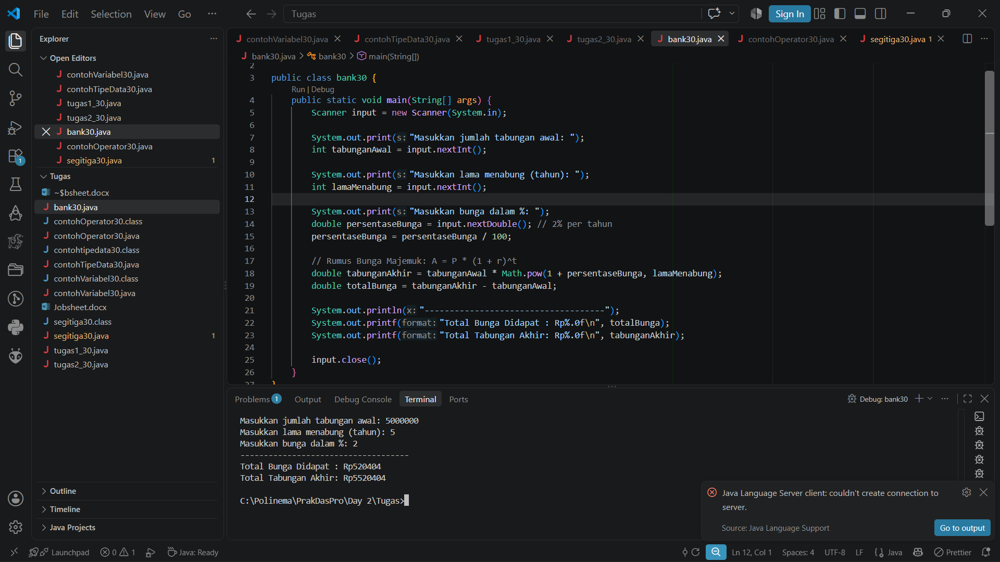 File Edit Selection View Go ···
Tugas
Sign In
Explorer
Open Editors
contohVariabel30.java
contohTipeData30.java
tugas1_30.java
tugas2_30.java
bank30.java
contohOperator30.java
segitiga30.java 1
Tugas
~$bsheet.docx
bank30.java
contohOperator30.class
contohOperator30.java
contohtipedata30.class
contohTipeData30.java
contohVariabel30.class
contohVariabel30.java
Jobsheet.docx
segitiga30.class
segitiga30.java 1
tugas1_30.java
tugas2_30.java
Outline
Timeline
Java Projects
1
contohVariabel30.java contohTipeData30.java tugas1_30.java tugas2_30.java bank30.java contohOperator30.java segitiga30.java 1
bank30.java > bank30 > main(String[])
2
3 public class bank30 {
Run | Debug
4 public static void main(String[] args) {
5 Scanner input = new Scanner(System.in);
6
7 System.out.print(s: "Masukkan jumlah tabungan awal: ");
8 int tabunganAwal = input.nextInt();
9
10 System.out.print(s: "Masukkan lama menabung (tahun): ");
11 int lamaMenabung = input.nextInt();
12
13 System.out.print(s: "Masukkan bunga dalam %: ");
14 double persentaseBunga = input.nextDouble(); // 2% per tahun
15 persentaseBunga = persentaseBunga / 100;
16
17 // Rumus Bunga Majemuk: A = P * (1 + r)^t
18 double tabunganAkhir = tabunganAwal * Math.pow(1 + persentaseBunga, lamaMenabung);
19 double totalBunga = tabunganAkhir - tabunganAwal;
20
21 System.out.println(x: "------------------------------------");
22 System.out.printf(format: "Total Bunga Didapat : Rp%.0f\n", totalBunga);
23 System.out.printf(format: "Total Tabungan Akhir: Rp%.0f\n", tabunganAkhir);
24
25 input.close();
26 }
27 }
Problems 1 Output Debug Console Terminal Ports
Debug: bank30
Masukkan jumlah tabungan awal: 5000000
Masukkan lama menabung (tahun): 5
Masukkan bunga dalam %: 2
------------------------------------
Total Bunga Didapat : Rp520404
Total Tabungan Akhir: Rp5520404
C:\Polinema\PrakDasPro\Day 2\Tugas>
Java Language Server client: couldn't create connection to
server.
Source: Java Language Support
Go to output
Launchpad 0 1 Java: Ready
Ln 12, Col 1 Spaces: 4 UTF-8 LF Java Prettier